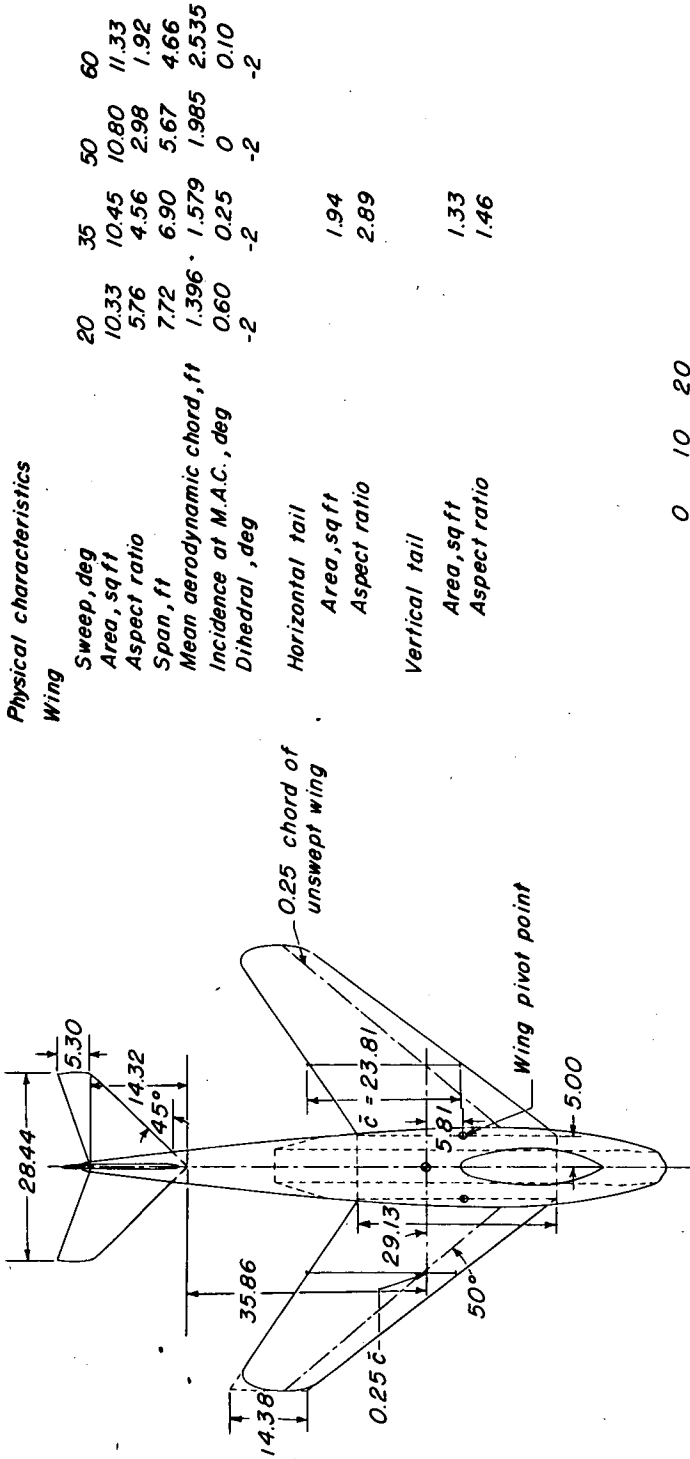 Physical characteristics
Wing
Sweep, deg 20 35 50 60
Area, sq ft 10.33 10.45 10.80 11.33
Aspect ratio 5.76 4.56 2.98 1.92
Span, ft 7.72 6.90 5.67 4.66
Mean aerodynamic chord, ft 1.396 1.579 1.985 2.535
Incidence at M.A.C., deg 0.60 0.25 0 0.10
Dihedral, deg -2 -2 -2 -2
Horizontal tail
Area, sq ft 1.94
Aspect ratio 2.89
Vertical tail
Area, sq ft 1.33
Aspect ratio 1.46
0 10 20
28.44
5.30
14.32
45°
35.86
0.25 chord of
unswept wing
c̄ = 23.81
5.81
29.13
14.38
0.25 c̄
50°
Wing pivot point
5.00